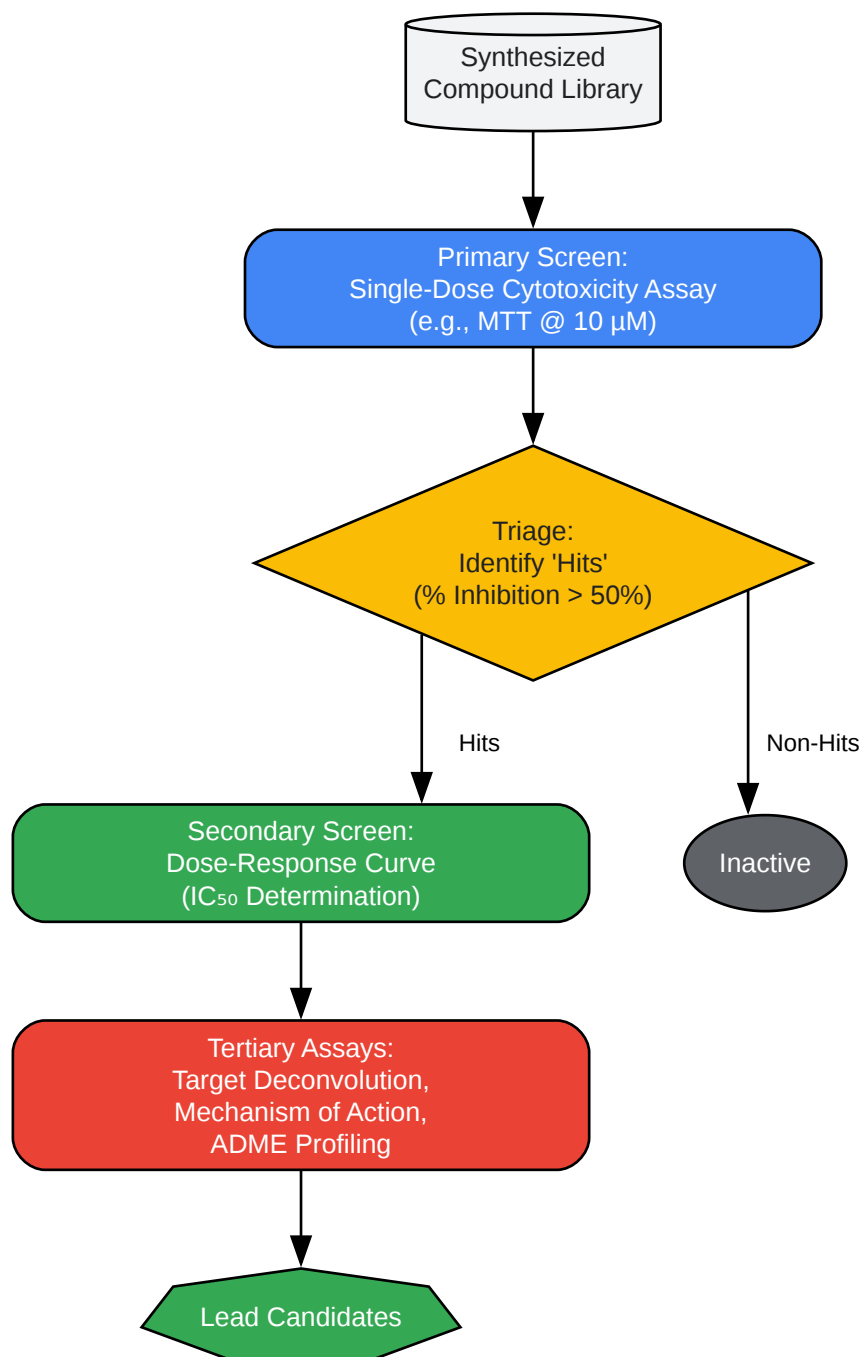 Synthesized
Compound Library
Primary Screen:
Single-Dose Cytotoxicity Assay
(e.g., MTT @ 10 µM)
Triage:
Identify 'Hits'
(% Inhibition > 50%)
Hits
Non-Hits
Secondary Screen:
Dose-Response Curve
(IC₅₀ Determination)
Inactive
Tertiary Assays:
Target Deconvolution,
Mechanism of Action,
ADME Profiling
Lead Candidates